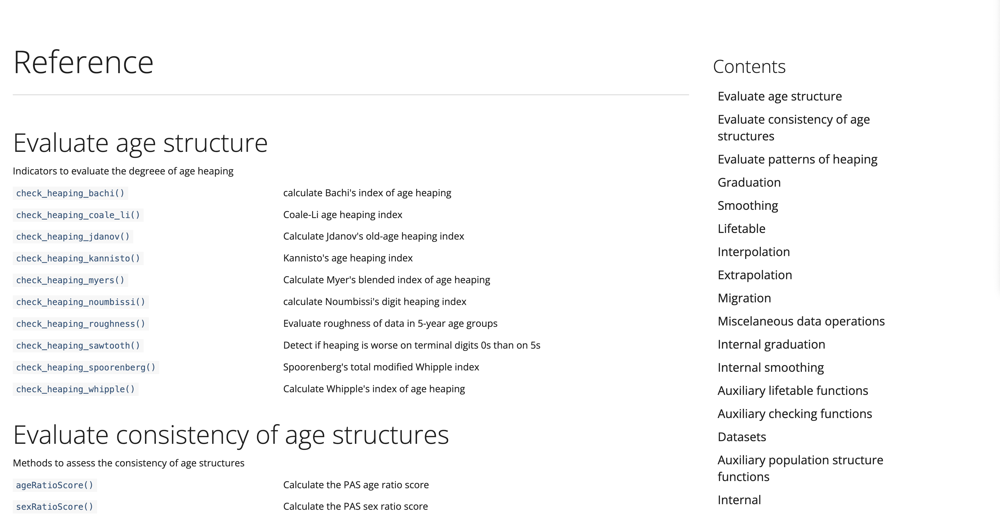 Reference
Evaluate age structure
Indicators to evaluate the degreee of age heaping
check_heaping_bachi() calculate Bachi's index of age heaping
check_heaping_coale_li() Coale-Li age heaping index
check_heaping_jdanov() Calculate Jdanov's old-age heaping index
check_heaping_kannisto() Kannisto's age heaping index
check_heaping_myers() Calculate Myer's blended index of age heaping
check_heaping_noumbissi() calculate Noumbissi's digit heaping index
check_heaping_roughness() Evaluate roughness of data in 5-year age groups
check_heaping_sawtooth() Detect if heaping is worse on terminal digits 0s than on 5s
check_heaping_spoorenberg() Spoorenberg's total modified Whipple index
check_heaping_whipple() Calculate Whipple's index of age heaping
Evaluate consistency of age structures
Methods to assess the consistency of age structures
ageRatioScore() Calculate the PAS age ratio score
sexRatioScore() Calculate the PAS sex ratio score
Contents
Evaluate age structure
Evaluate consistency of age
structures
Evaluate patterns of heaping
Graduation
Smoothing
Lifetable
Interpolation
Extrapolation
Migration
Miscelaneous data operations
Internal graduation
Internal smoothing
Auxiliary lifetable functions
Auxiliary checking functions
Datasets
Auxiliary population structure
functions
Internal